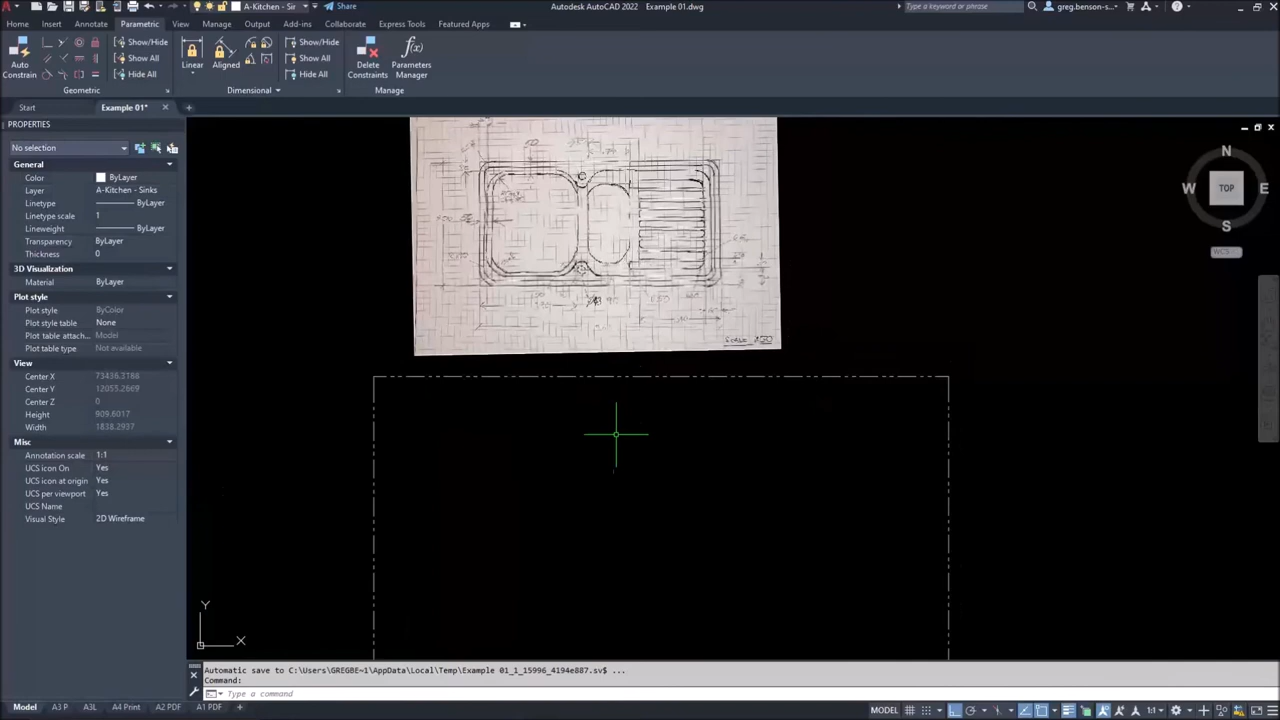 A-Kitchen - Sir
Share
Autodesk AutoCAD 2022 Example 01.dwg
Type a keyword or phrase
greg.benson-s...
Home Insert Annotate Parametric View Manage Output Add-ins Collaborate Express Tools Featured Apps
Auto Constrain
Show/Hide
Show All
Hide All
Linear
Aligned
Show/Hide
Show All
Hide All
Delete Constraints
Parameters Manager
f(x)
Geometric
Dimensional
Manage
Start
Example 01*
PROPERTIES
No selection
General
Color ByLayer
Layer A-Kitchen - Sinks
Linetype ByLayer
Linetype scale 1
Lineweight ByLayer
Transparency ByLayer
Thickness 0
3D Visualization
Material ByLayer
Plot style
Plot style ByColor
Plot style table None
Plot table attach... Model
Plot table type Not available
View
Center X 73436.3186
Center Y 12055.2669
Center Z 0
Height 909.6017
Width 1838.2937
Misc
Annotation scale 1:1
UCS icon On Yes
UCS icon at origin Yes
UCS per viewport Yes
UCS Name
Visual Style 2D Wireframe
N
W TOP E
S
WCS
Y
X
Automatic save to C:\Users\GREGBE~1\AppData\Local\Temp\Example 01_1_15996_4194e887.sv$ ...
Command:
Type a command
Model A3 P A3L A4 Print A2 PDF A1 PDF
MODEL
1:1